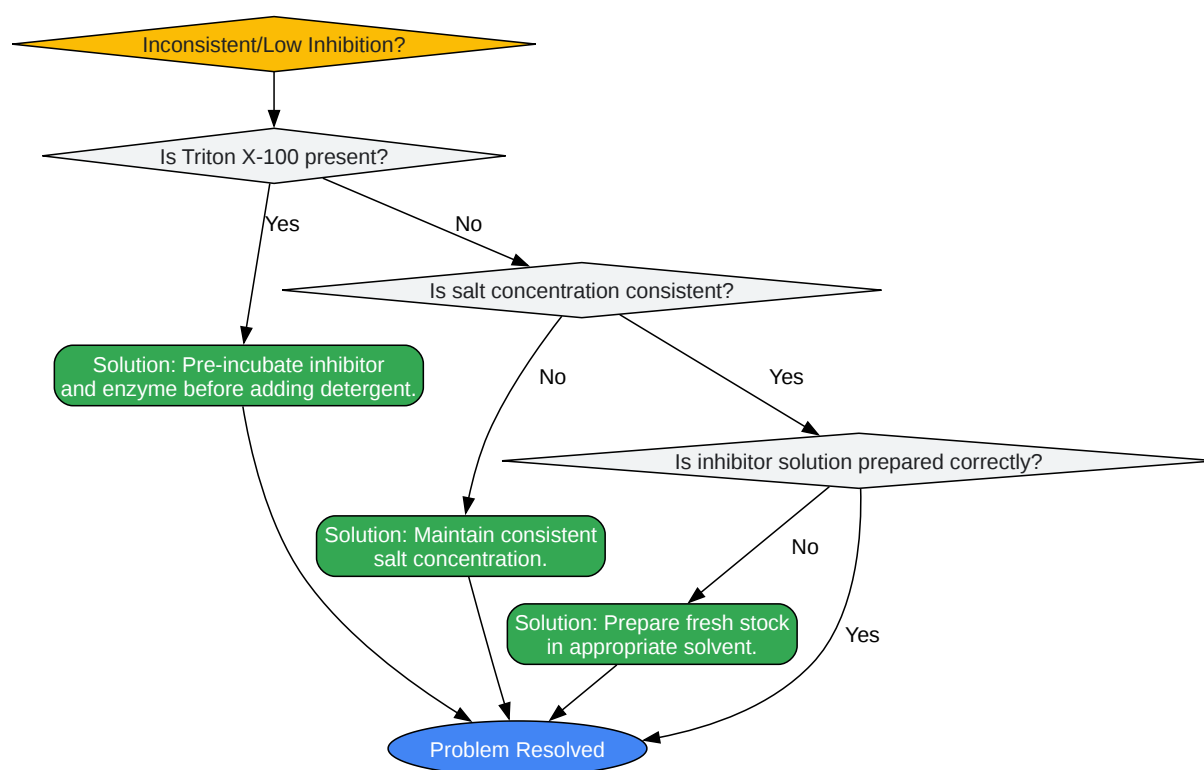 Inconsistent/Low Inhibition?
Is Triton X-100 present?
Yes
No
Is salt concentration consistent?
Solution: Pre-incubate inhibitor
and enzyme before adding detergent.
No
Yes
Is inhibitor solution prepared correctly?
Solution: Maintain consistent
salt concentration.
No
Solution: Prepare fresh stock
in appropriate solvent.
Yes
Problem Resolved